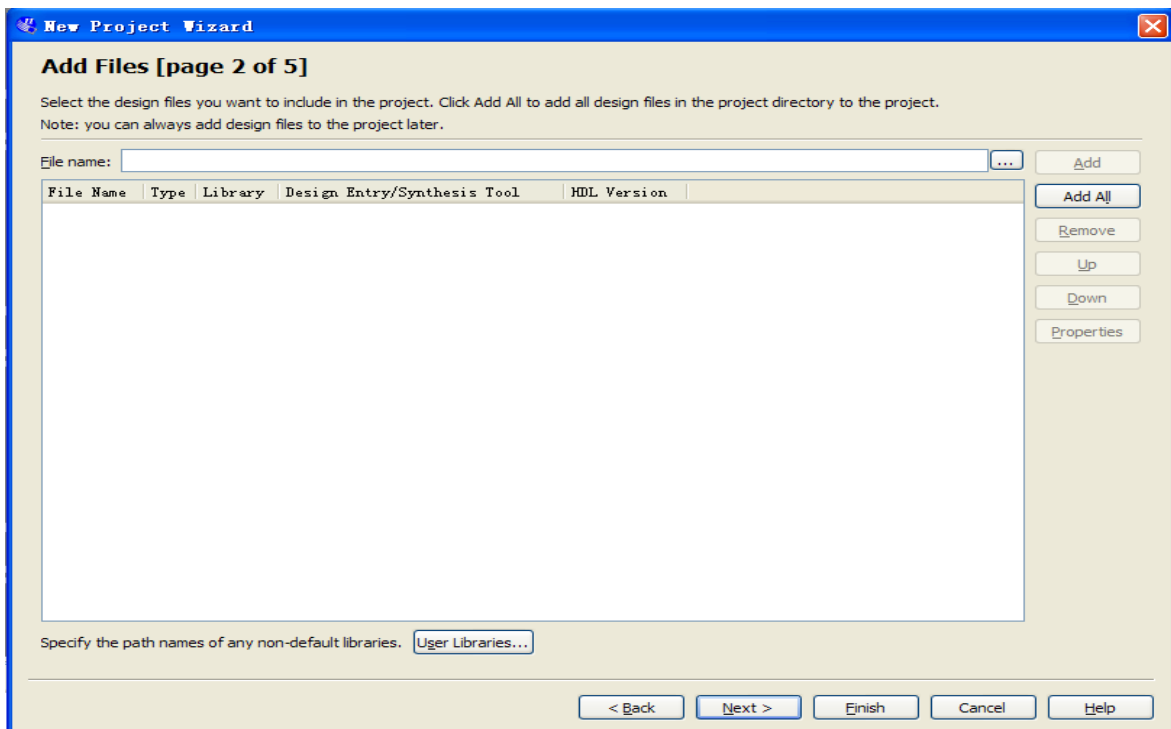 New Project Wizard
Add Files [page 2 of 5]
Select the design files you want to include in the project. Click Add All to add all design files in the project directory to the project.
Note: you can always add design files to the project later.
File name: ... Add
File Name Type Library Design Entry/Synthesis Tool HDL Version
Add All
Remove
Up
Down
Properties
Specify the path names of any non-default libraries. User Libraries...
< Back Next > Finish Cancel Help